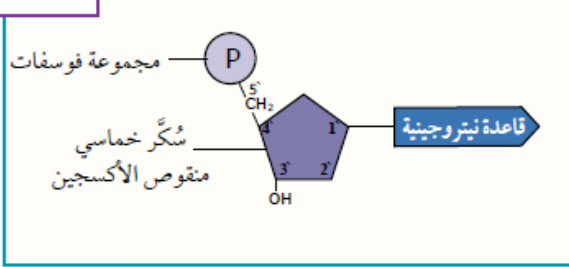 مجموعة فوسفات
P
5`
CH₂
4`
1`
قاعدة نيتروجينية
سُكَّر خماسي
منقوص الأكسجين
3`
2`
OH